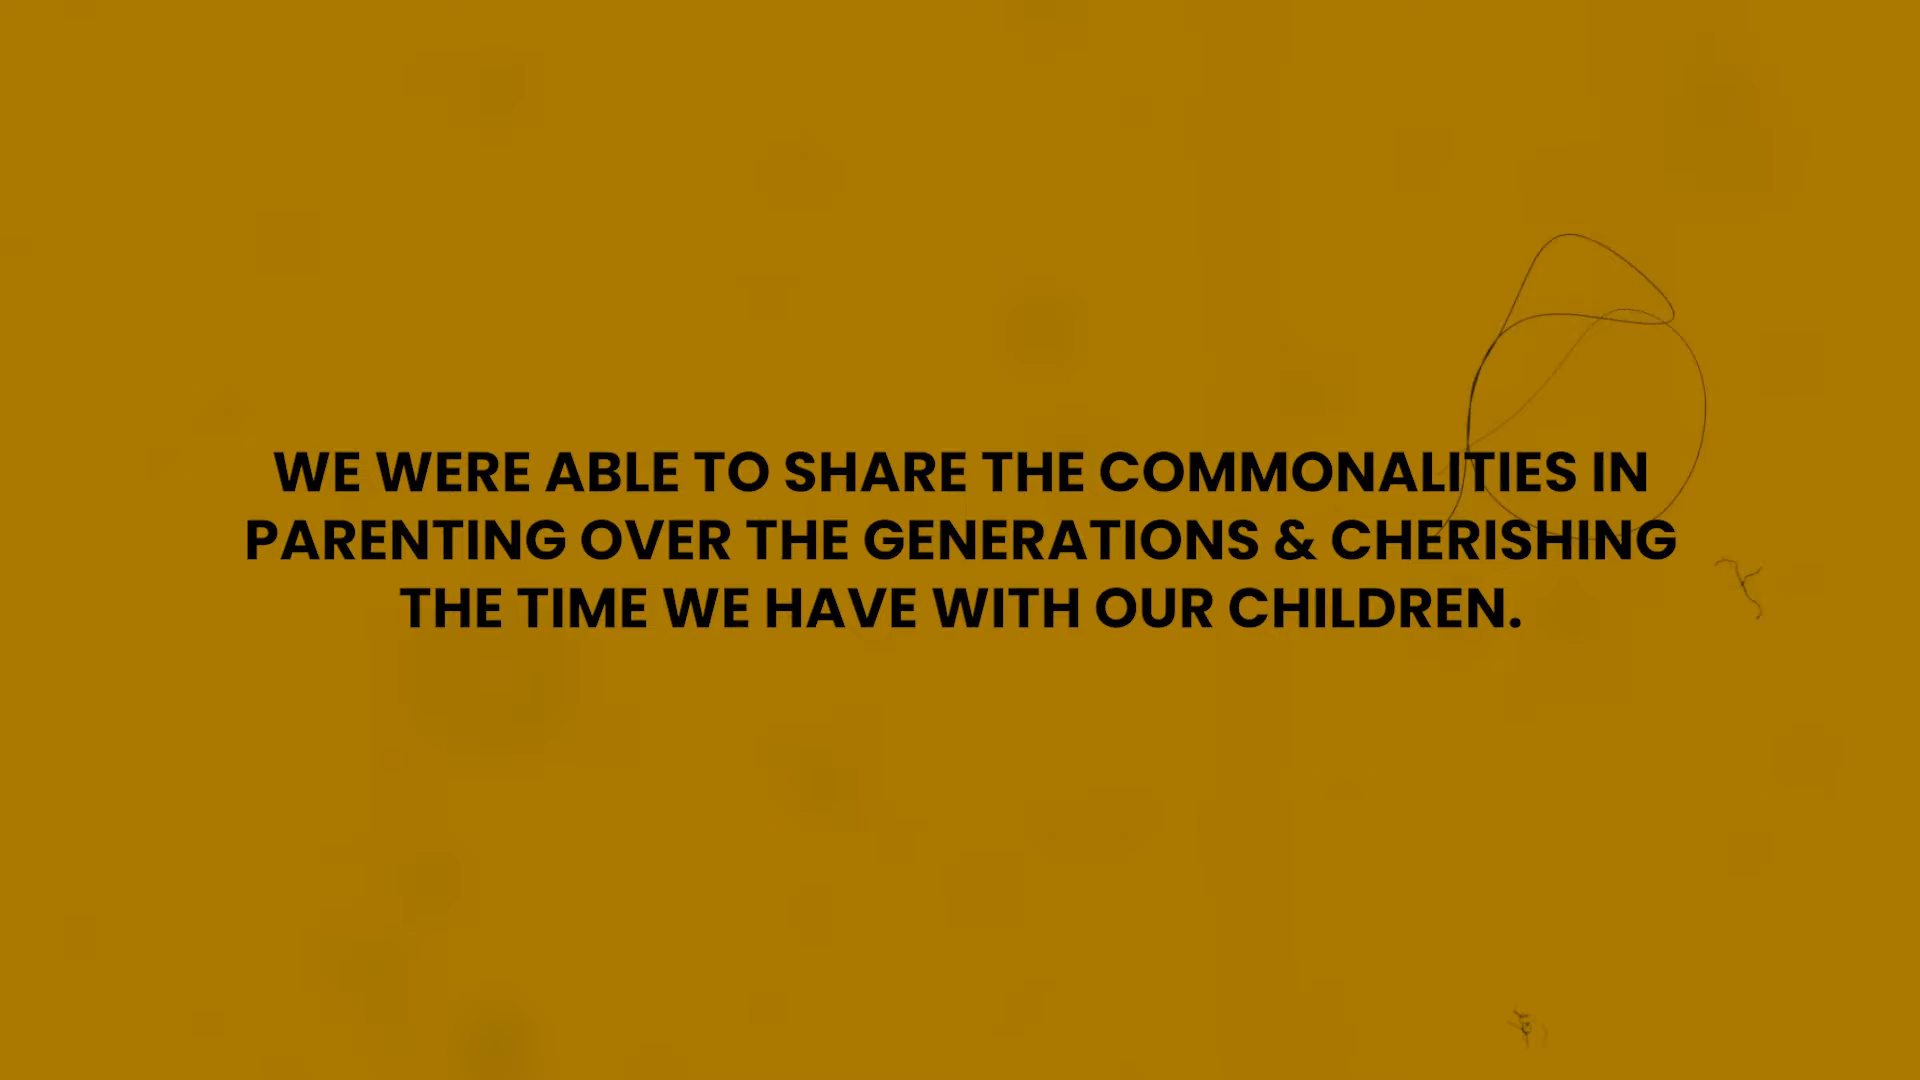 WE WERE ABLE TO SHARE THE COMMONALITIES IN
PARENTING OVER THE GENERATIONS & CHERISHING
THE TIME WE HAVE WITH OUR CHILDREN.